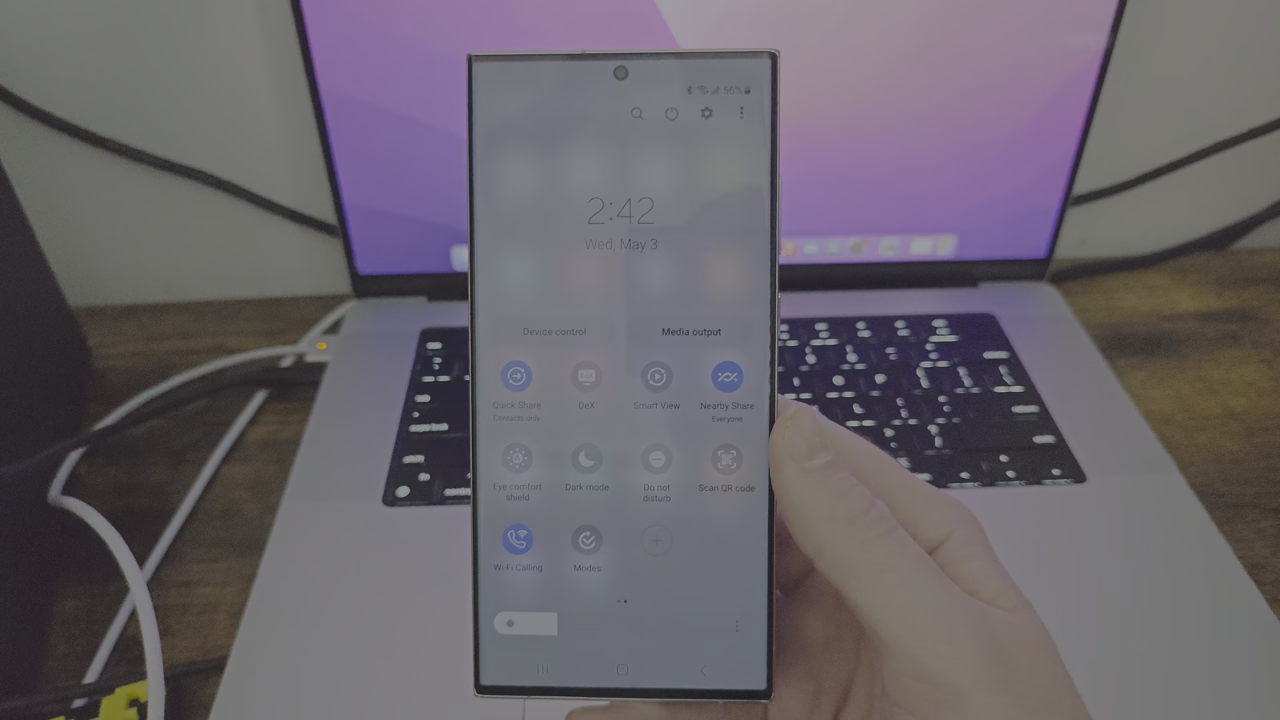 96%
2:42
Wed, May 3
Device control
Media output
Quick Share
Contacts only
DeX
Smart View
Nearby Share
Everyone
Eye comfort
shield
Dark mode
Do not
disturb
Scan QR code
Wi-Fi Calling
Modes